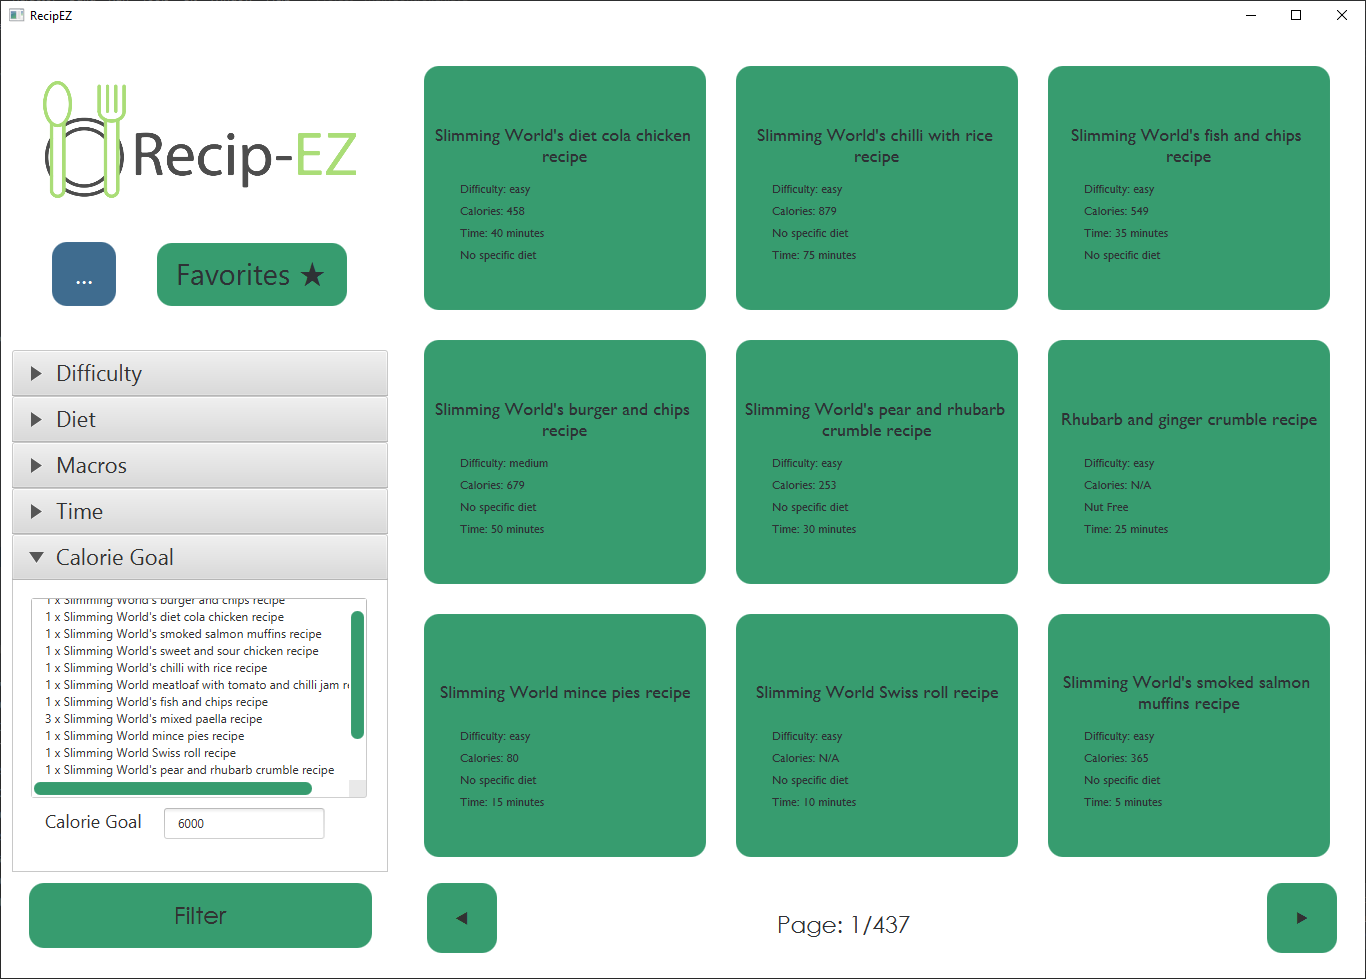 RecipEZ
Recip-EZ
...
Favorites ★
Difficulty
Diet
Macros
Time
Calorie Goal
1 x Slimming World's burger and chips recipe
1 x Slimming World's diet cola chicken recipe
1 x Slimming World's smoked salmon muffins recipe
1 x Slimming World's sweet and sour chicken recipe
1 x Slimming World's chilli with rice recipe
1 x Slimming World meatloaf with tomato and chilli jam r
1 x Slimming World's fish and chips recipe
3 x Slimming World's mixed paella recipe
1 x Slimming World mince pies recipe
1 x Slimming World Swiss roll recipe
1 x Slimming World's pear and rhubarb crumble recipe
Calorie Goal 6000
Filter
Slimming World's diet cola chicken
recipe
Difficulty: easy
Calories: 458
Time: 40 minutes
No specific diet
Slimming World's chilli with rice
recipe
Difficulty: easy
Calories: 879
No specific diet
Time: 75 minutes
Slimming World's fish and chips
recipe
Difficulty: easy
Calories: 549
Time: 35 minutes
No specific diet
Slimming World's burger and chips
recipe
Difficulty: medium
Calories: 679
No specific diet
Time: 50 minutes
Slimming World's pear and rhubarb
crumble recipe
Difficulty: easy
Calories: 253
No specific diet
Time: 30 minutes
Rhubarb and ginger crumble recipe
Difficulty: easy
Calories: N/A
Nut Free
Time: 25 minutes
Slimming World mince pies recipe
Difficulty: easy
Calories: 80
No specific diet
Time: 15 minutes
Slimming World Swiss roll recipe
Difficulty: easy
Calories: N/A
No specific diet
Time: 10 minutes
Slimming World's smoked salmon
muffins recipe
Difficulty: easy
Calories: 365
No specific diet
Time: 5 minutes
Page: 1/437